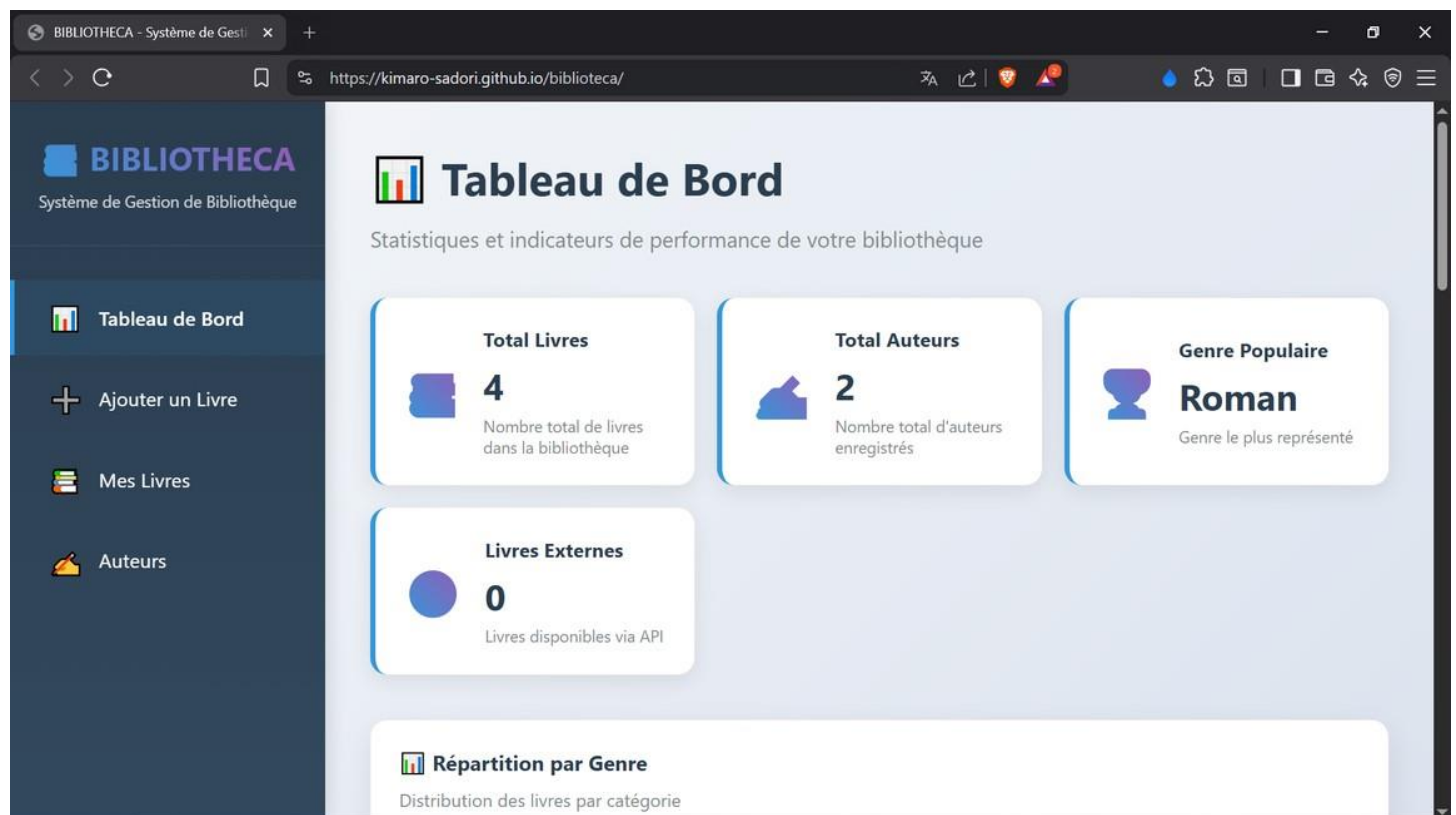 BIBLIOTHECA - Système de Gesti
https://kimaro-sadori.github.io/biblioteca/
BIBLIOTHECA
Système de Gestion de Bibliothèque
Tableau de Bord
Ajouter un Livre
Mes Livres
Auteurs
Tableau de Bord
Statistiques et indicateurs de performance de votre bibliothèque
Total Livres
4
Nombre total de livres
dans la bibliothèque
Total Auteurs
2
Nombre total d'auteurs
enregistrés
Genre Populaire
Roman
Genre le plus représenté
Livres Externes
0
Livres disponibles via API
Répartition par Genre
Distribution des livres par catégorie